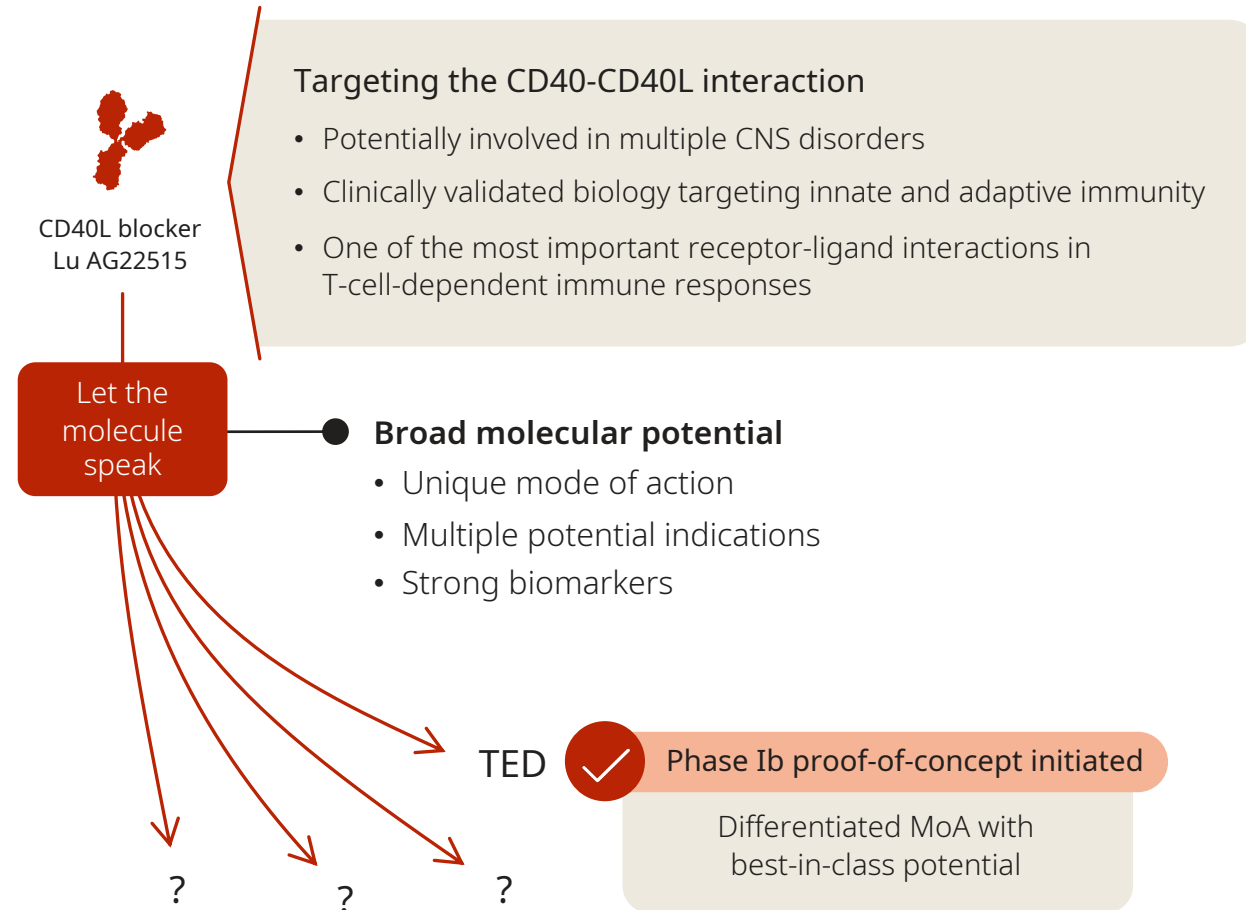 Targeting the CD40-CD40L interaction
• Potentially involved in multiple CNS disorders
• Clinically validated biology targeting innate and adaptive immunity
• One of the most important receptor-ligand interactions in
T-cell-dependent immune responses
CD40L blocker
Lu AG22515
Let the
molecule
speak
Broad molecular potential
• Unique mode of action
• Multiple potential indications
• Strong biomarkers
TED
Phase Ib proof-of-concept initiated
Differentiated MoA with
best-in-class potential
?
?
?